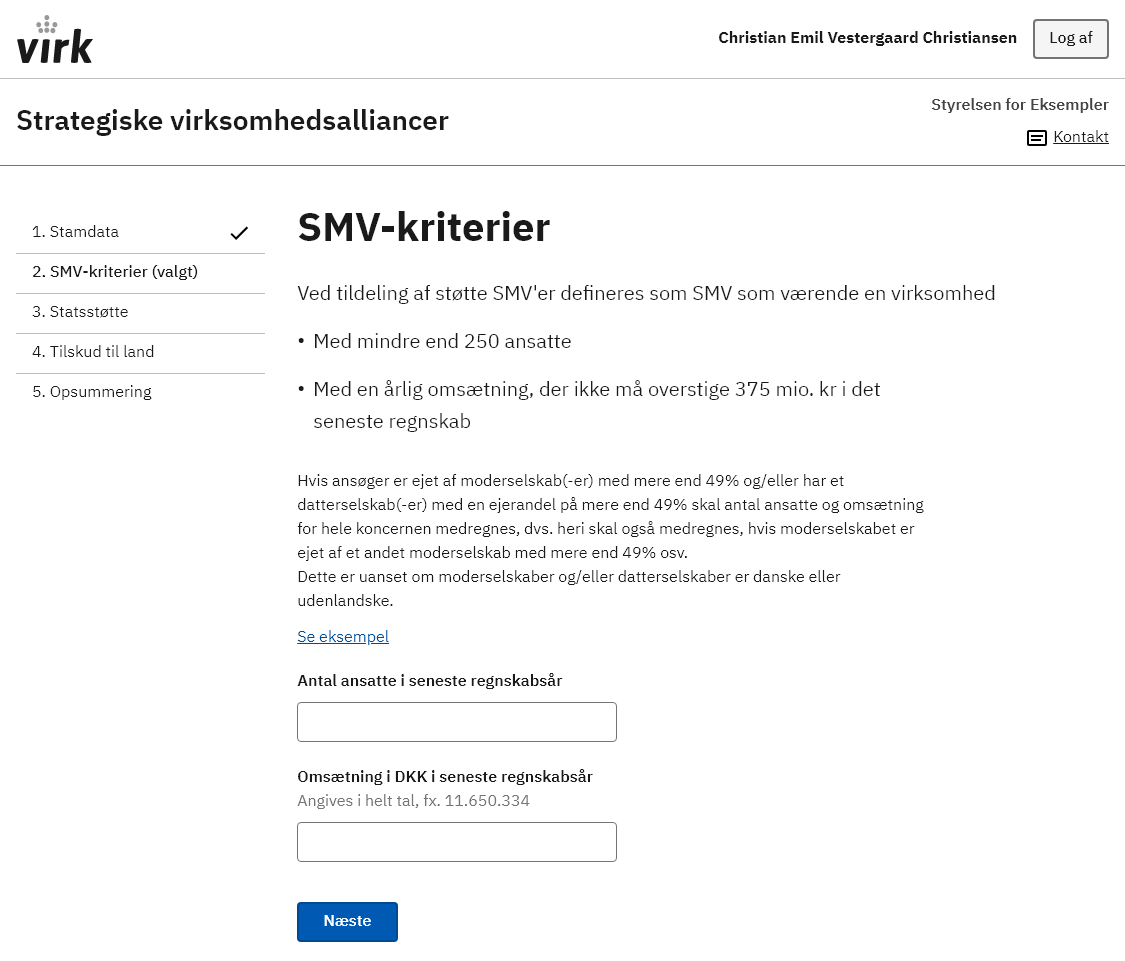 virk
Christian Emil Vestergaard Christiansen
Log af
Strategiske virksomhedsalliancer
Styrelsen for Eksempler
Kontakt
1. Stamdata
2. SMV-kriterier (valgt)
3. Statsstøtte
4. Tilskud til land
5. Opsummering
SMV-kriterier
Ved tildeling af støtte SMV'er defineres som SMV som værende en virksomhed
• Med mindre end 250 ansatte
• Med en årlig omsætning, der ikke må overstige 375 mio. kr i det
seneste regnskab
Hvis ansøger er ejet af moderselskab(-er) med mere end 49% og/eller har et
datterselskab(-er) med en ejerandel på mere end 49% skal antal ansatte og omsætning
for hele koncernen medregnes, dvs. heri skal også medregnes, hvis moderselskabet er
ejet af et andet moderselskab med mere end 49% osv.
Dette er uanset om moderselskaber og/eller datterselskaber er danske eller
udenlandske.
Se eksempel
Antal ansatte i seneste regnskabsår
Omsætning i DKK i seneste regnskabsår
Angives i helt tal, fx. 11.650.334
Næste